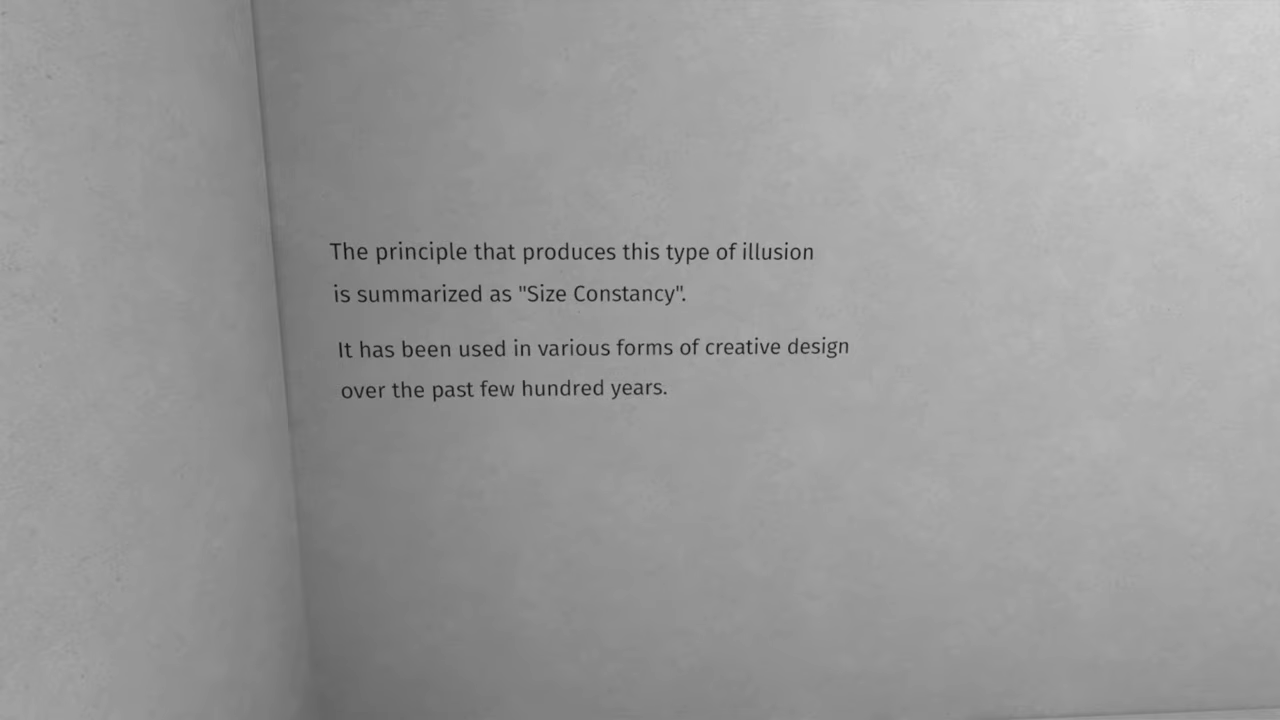 The principle that produces this type of illusion
is summarized as "Size Constancy".
It has been used in various forms of creative design
over the past few hundred years.